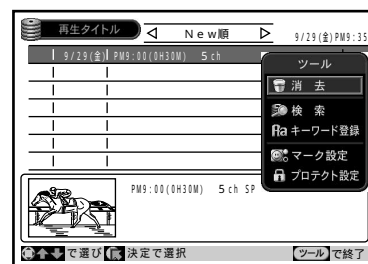 再生タイトル
New順
9/29(金)PM9:35
9/29(金) PM9:00(0H30M) 5ch
ツール
消去
検索
Ra キーワード登録
マーク設定
プロテクト設定
PM9:00(0H30M) 5ch SP
で選び 決定で選択 ツール で終了